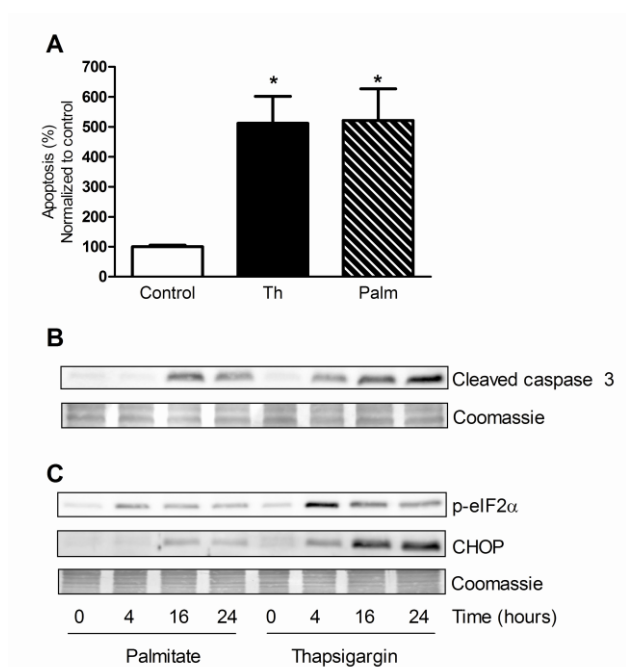 A
700
600
500
400
300
200
100
0
Apoptosis (%)
Normalized to control
*
*
Control Th Palm
B
Cleaved caspase 3
Coomassie
C
p-eIF2α
CHOP
Coomassie
0 4 16 24 0 4 16 24 Time (hours)
Palmitate Thapsigargin